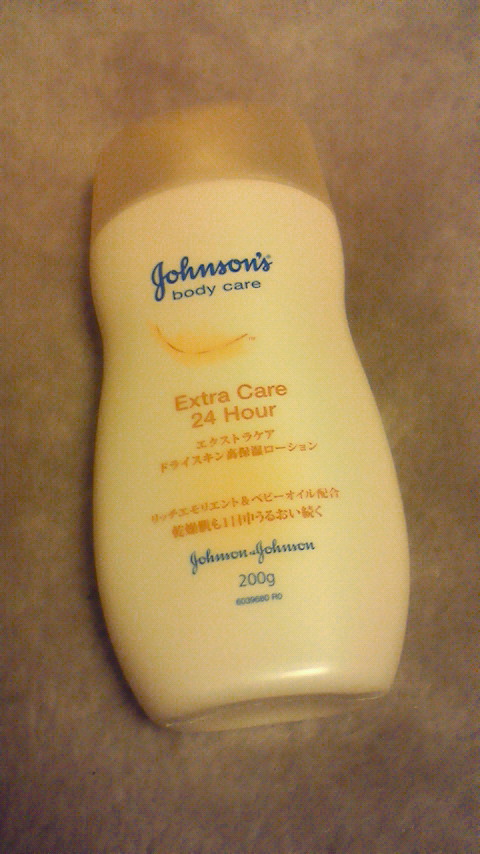 Johnson's®
body care
™
Extra Care
24 Hour
エクストラケア
ドライスキン高保湿ローション
リッチエモリエント&ベビーオイル配合
乾燥肌も1日中うるおい続く
Johnson & Johnson
200g
6039680 R0